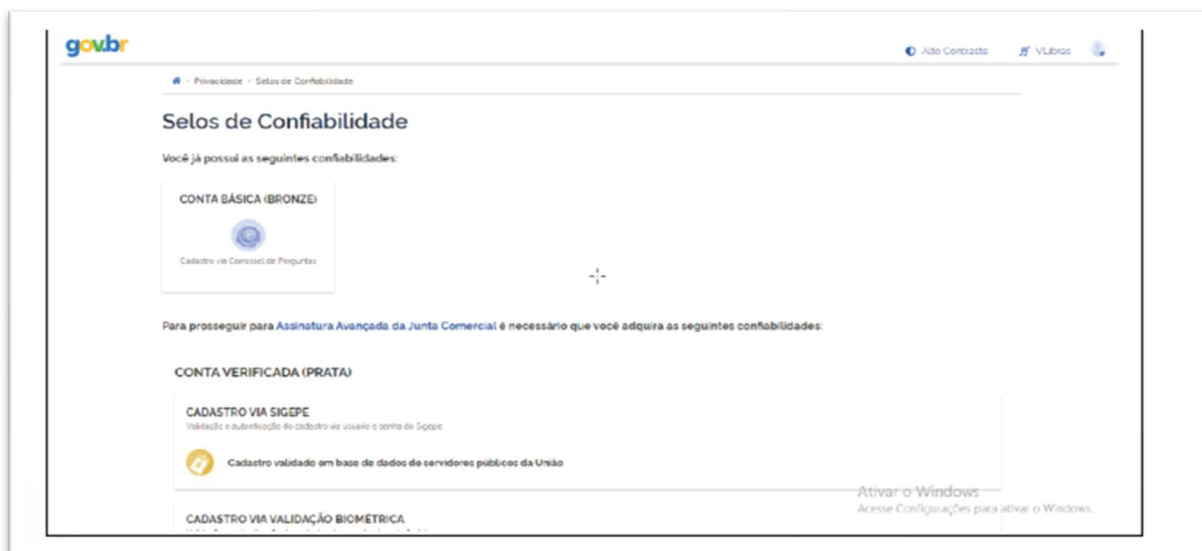 gov.br
Alto Contraste VLibras
Privacidade > Selos de Confiabilidade
Selos de Confiabilidade
Você já possui as seguintes confiabilidades:
CONTA BÁSICA (BRONZE)
Cadastro via Carrossel de Perguntas
Para prosseguir para Assinatura Avançada da Junta Comercial é necessário que você adquira as seguintes confiabilidades:
CONTA VERIFICADA (PRATA)
CADASTRO VIA SIGEPE
Validação e autenticação do cadastro via usuário e senha do Sigepe
Cadastro validado em base de dados de servidores públicos da União
Ativar o Windows
Acesse Configurações para ativar o Windows.
CADASTRO VIA VALIDAÇÃO BIOMÉTRICA